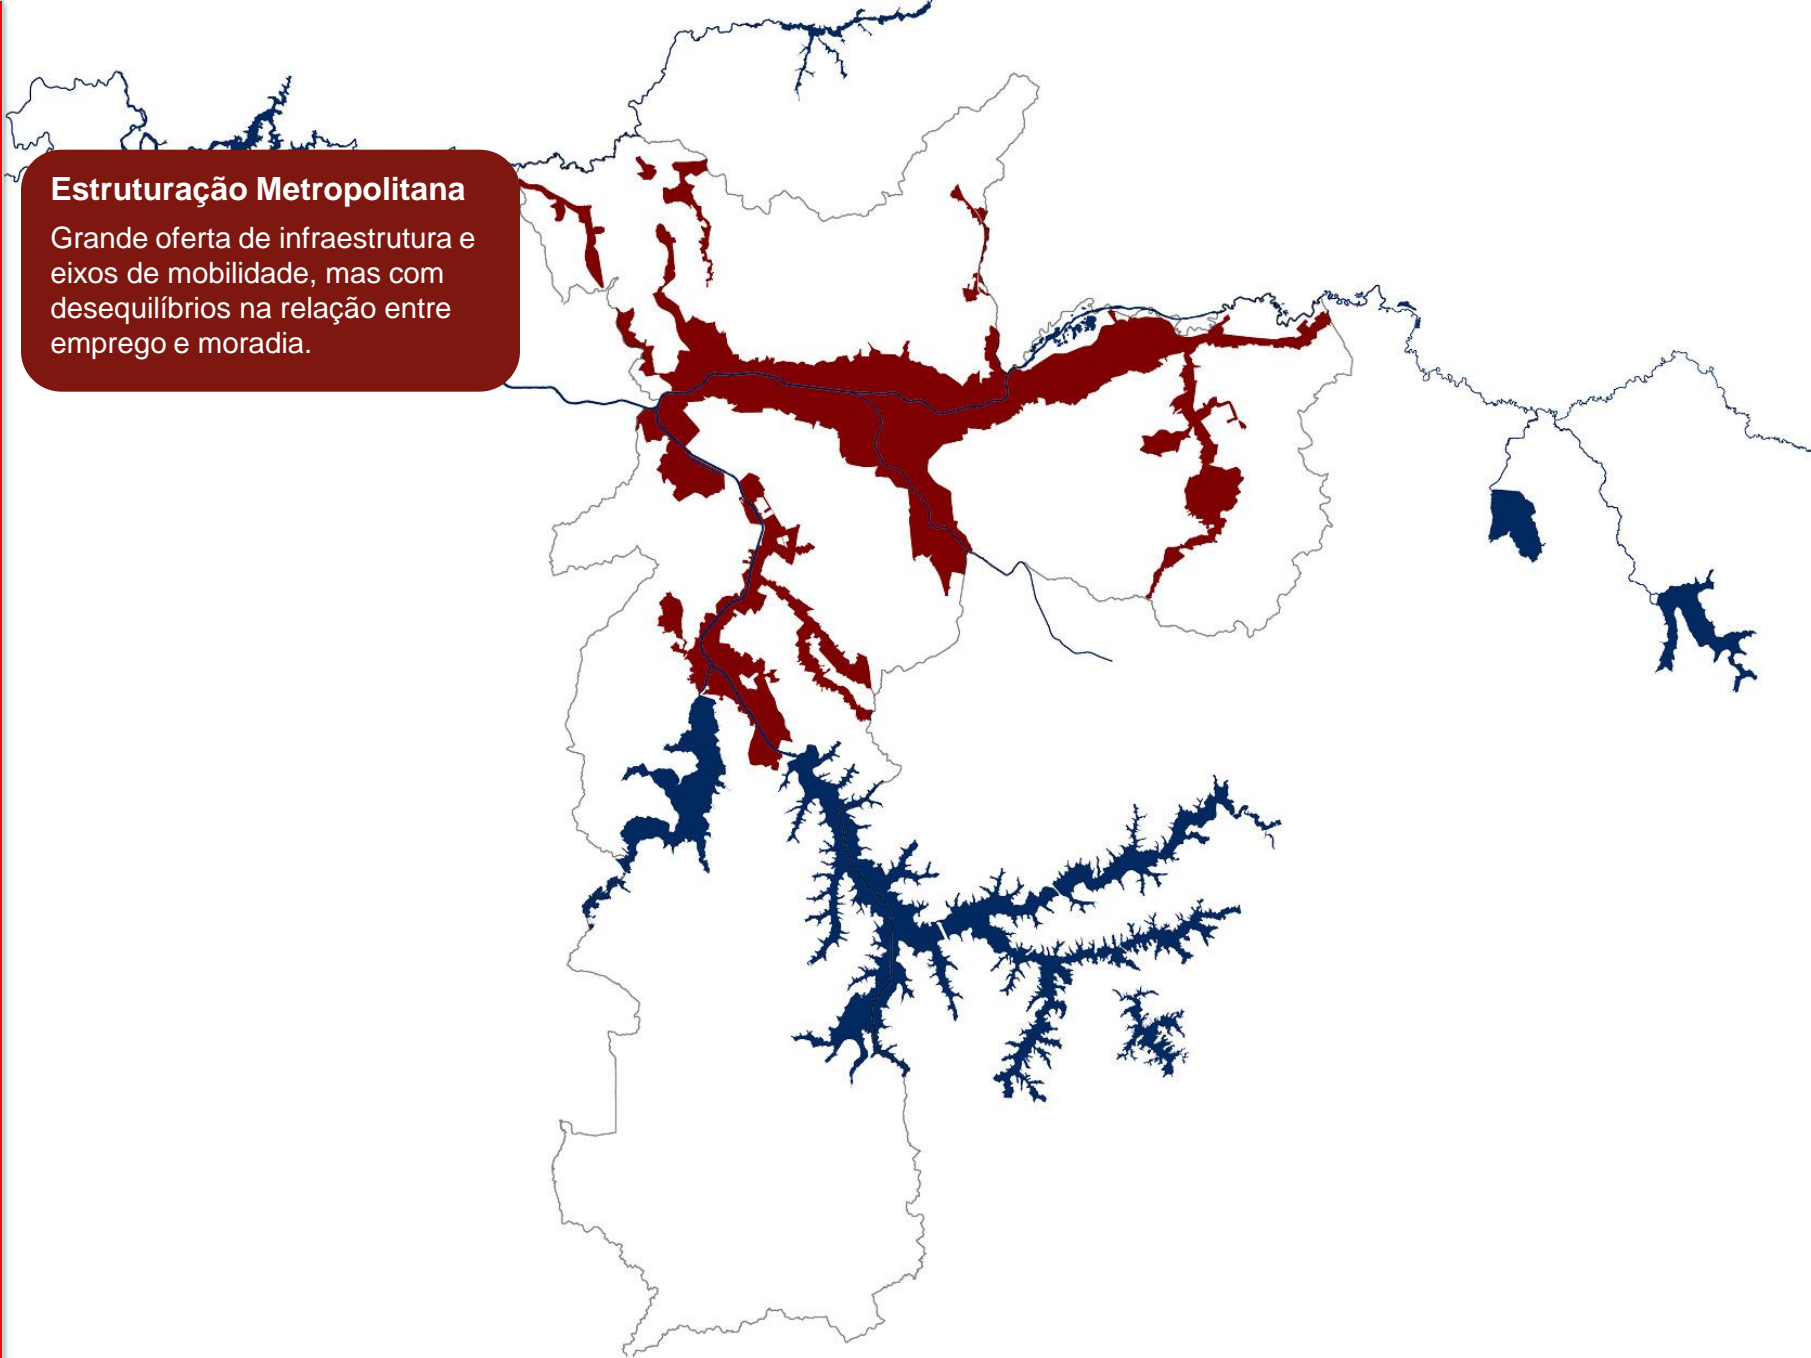 Estruturação Metropolitana
Grande oferta de infraestrutura e
eixos de mobilidade, mas com
desequilíbrios na relação entre
emprego e moradia.